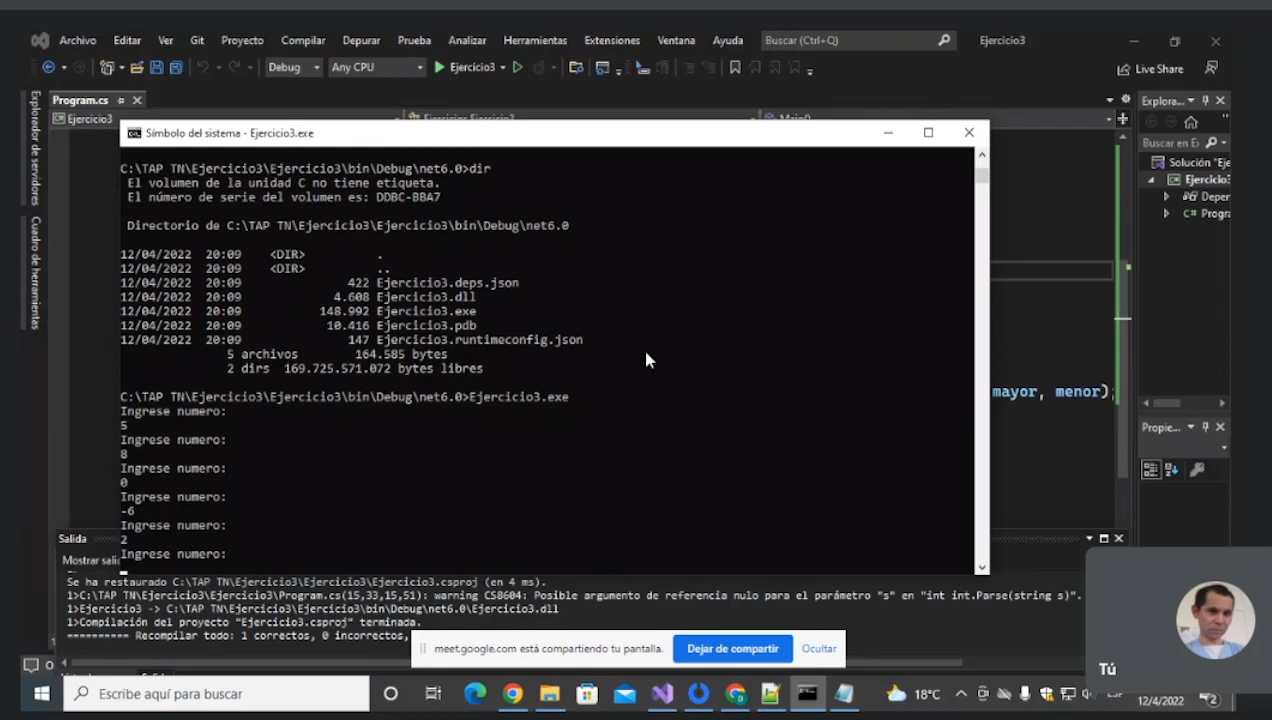 Archivo Editar Ver Git Proyecto Compilar Depurar Prueba Analizar Herramientas Extensiones Ventana Ayuda Buscar (Ctrl+Q) Ejercicio3
Debug Any CPU Ejercicio3 Live Share
Program.cs
Ejercicio3
Explorador de servidores
Cuadro de herramientas
Símbolo del sistema - Ejercicio3.exe
C:\TAP TN\Ejercicio3\Ejercicio3\bin\Debug\net6.0>dir
El volumen de la unidad C no tiene etiqueta.
El número de serie del volumen es: DDBC-BBA7
Directorio de C:\TAP TN\Ejercicio3\Ejercicio3\bin\Debug\net6.0
12/04/2022 20:09 <DIR> .
12/04/2022 20:09 <DIR> ..
12/04/2022 20:09 422 Ejercicio3.deps.json
12/04/2022 20:09 4.608 Ejercicio3.dll
12/04/2022 20:09 148.992 Ejercicio3.exe
12/04/2022 20:09 10.416 Ejercicio3.pdb
12/04/2022 20:09 147 Ejercicio3.runtimeconfig.json
5 archivos 164.585 bytes
2 dirs 169.725.571.072 bytes libres
C:\TAP TN\Ejercicio3\Ejercicio3\bin\Debug\net6.0>Ejercicio3.exe
Ingrese numero:
5
Ingrese numero:
8
Ingrese numero:
0
Ingrese numero:
-6
Ingrese numero:
2
Ingrese numero:
mayor, menor);
Explora...
Buscar en E
Solución "Eje
Ejercicio3
Depen
C# Progra
Propie...
Salida
Mostrar sali
Se ha restaurado C:\TAP TN\Ejercicio3\Ejercicio3\Ejercicio3.csproj (en 4 ms).
1>C:\TAP TN\Ejercicio3\Ejercicio3\Program.cs(15,33,15,51): warning CS8604: Posible argumento de referencia nulo para el parámetro "s" en "int int.Parse(string s)".
1>Ejercicio3 -> C:\TAP TN\Ejercicio3\Ejercicio3\bin\Debug\net6.0\Ejercicio3.dll
1>Compilación del proyecto "Ejercicio3.csproj" terminada.
========== Recompilar todo: 1 correctos, 0 incorrectos,
meet.google.com está compartiendo tu pantalla. Dejar de compartir Ocultar
Tú
Escribe aquí para buscar
18°C
12/4/2022
2